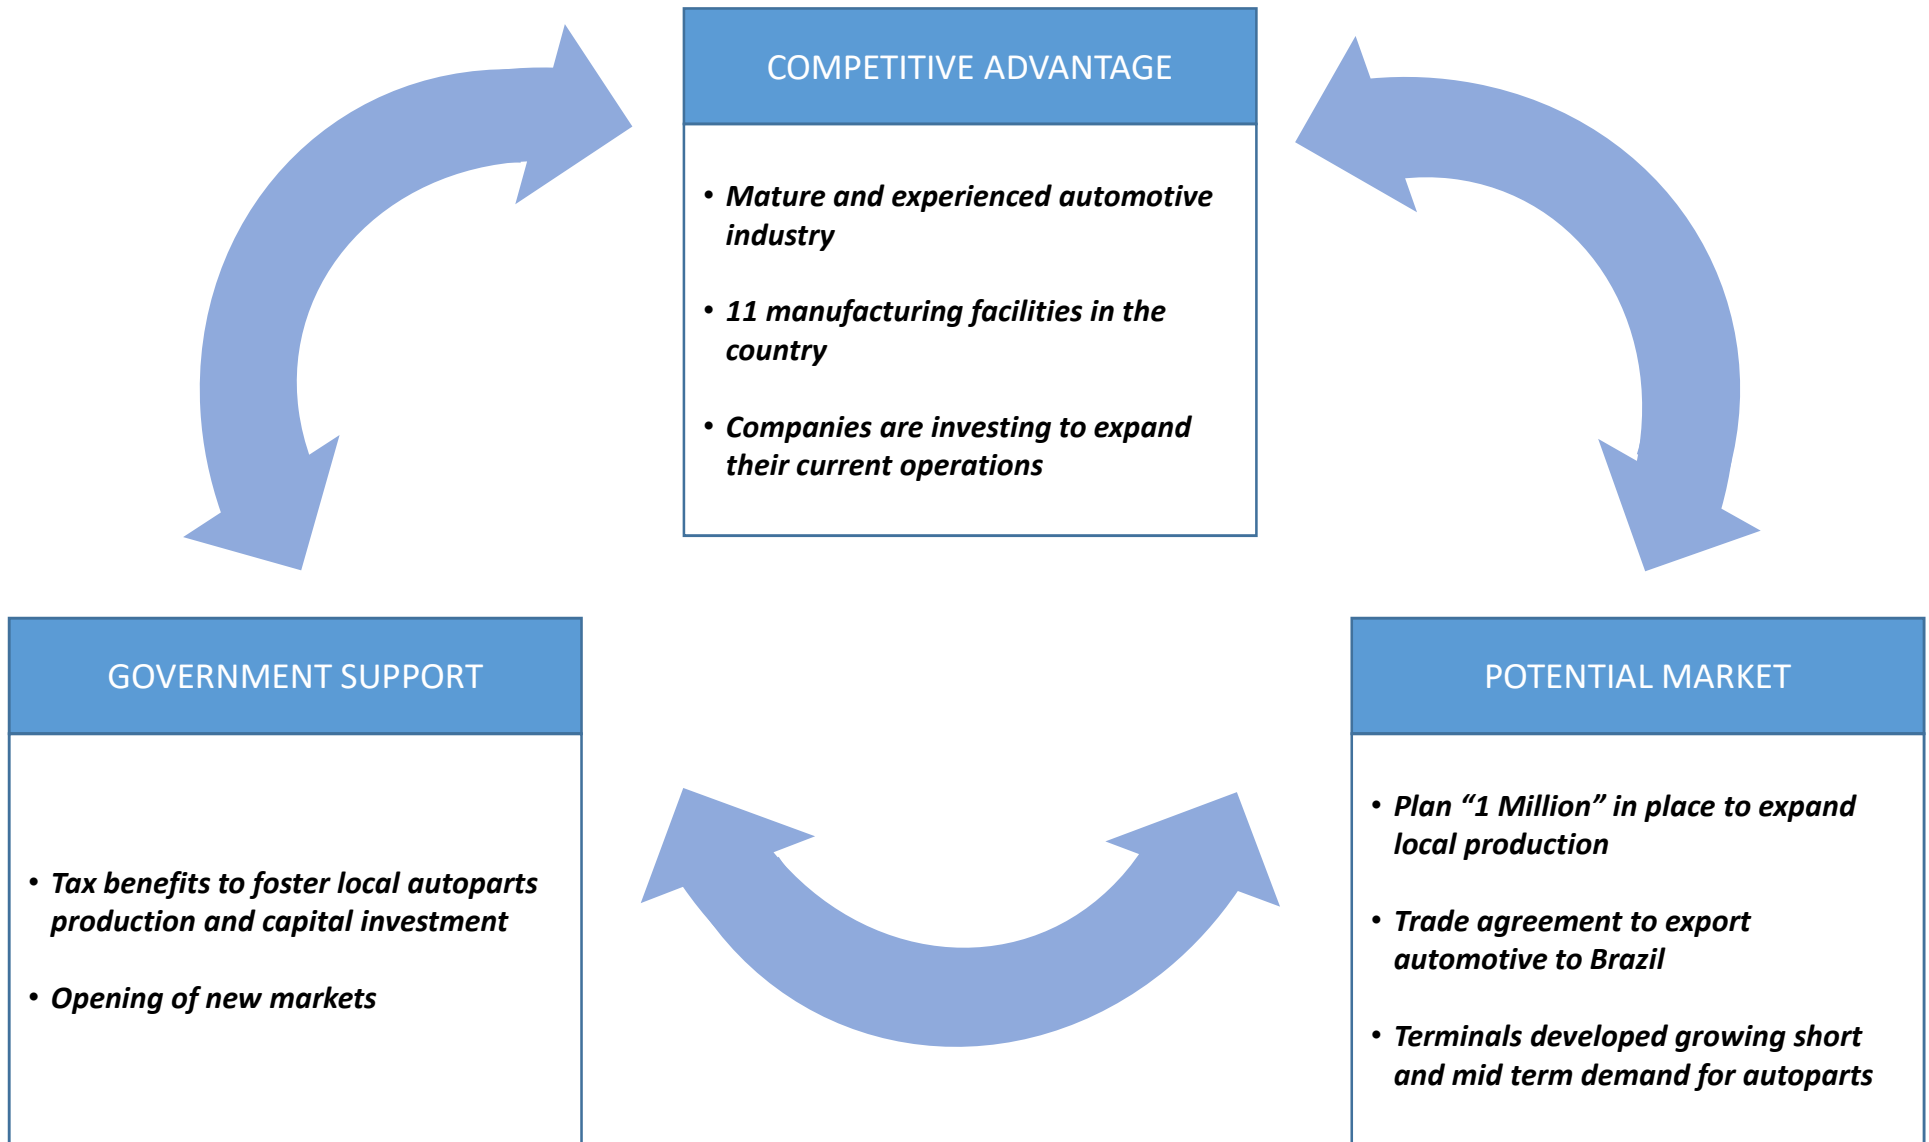 COMPETITIVE ADVANTAGE
• Mature and experienced automotive
industry
• 11 manufacturing facilities in the
country
• Companies are investing to expand
their current operations
GOVERNMENT SUPPORT
• Tax benefits to foster local autoparts
production and capital investment
• Opening of new markets
POTENTIAL MARKET
• Plan “1 Million” in place to expand
local production
• Trade agreement to export
automotive to Brazil
• Terminals developed growing short
and mid term demand for autoparts